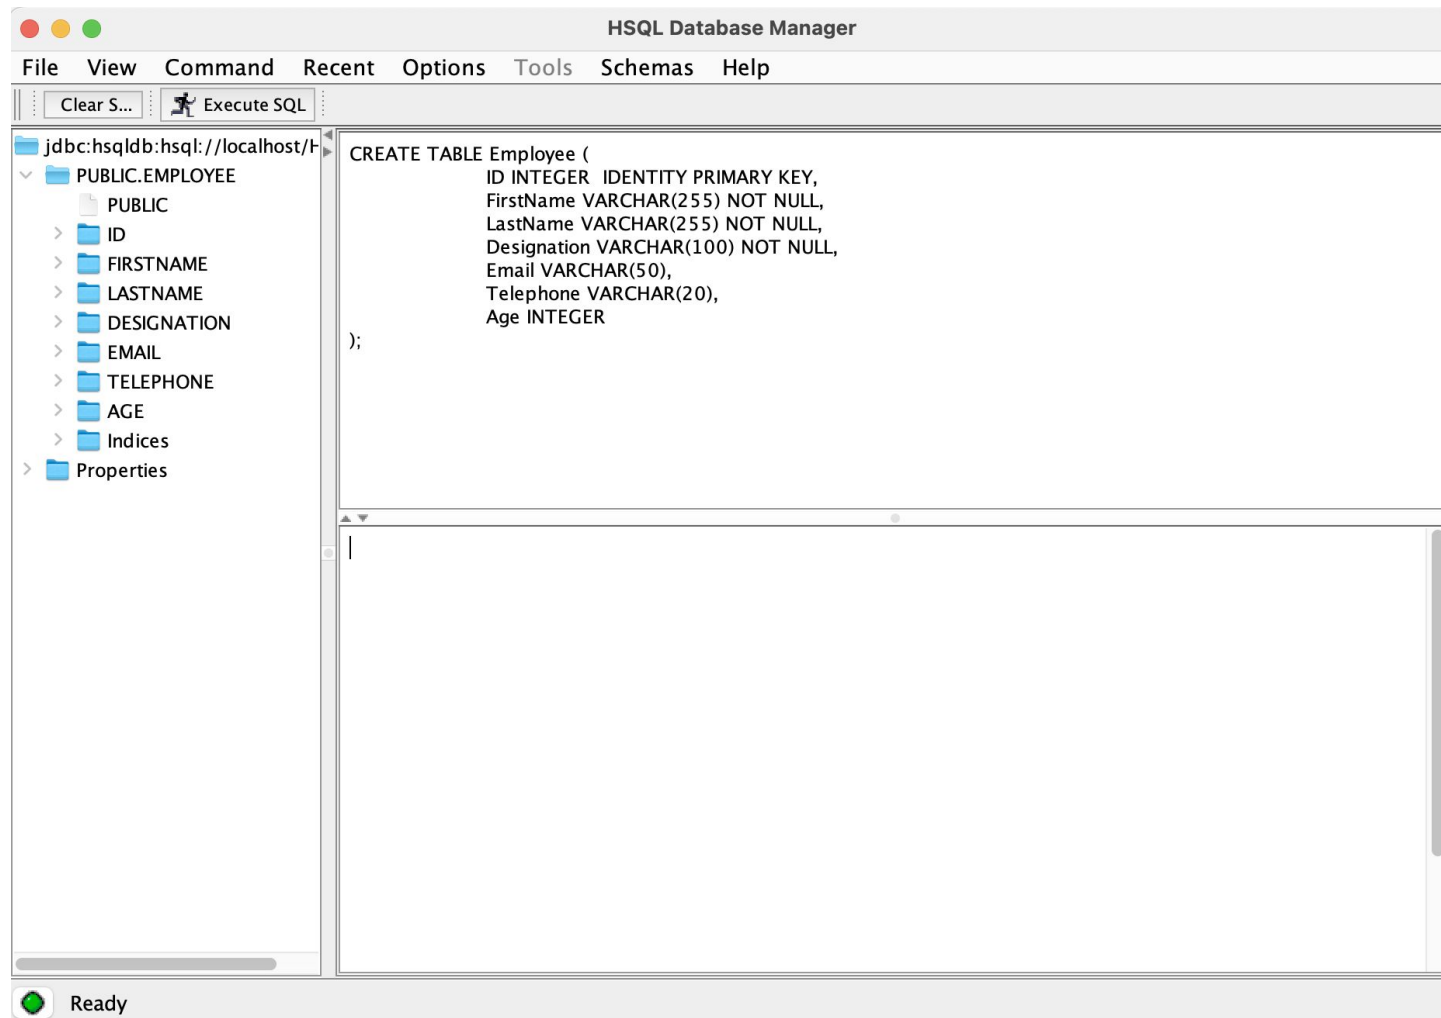 HSQL Database Manager
File View Command Recent Options Tools Schemas Help
Clear S... Execute SQL
jdbc:hsqldb:hsql://localhost/H
PUBLIC.EMPLOYEE
PUBLIC
ID
FIRSTNAME
LASTNAME
DESIGNATION
EMAIL
TELEPHONE
AGE
Indices
Properties
CREATE TABLE Employee (
ID INTEGER  IDENTITY PRIMARY KEY,
FirstName VARCHAR(255) NOT NULL,
LastName VARCHAR(255) NOT NULL,
Designation VARCHAR(100) NOT NULL,
Email VARCHAR(50),
Telephone VARCHAR(20),
Age INTEGER
);
Ready